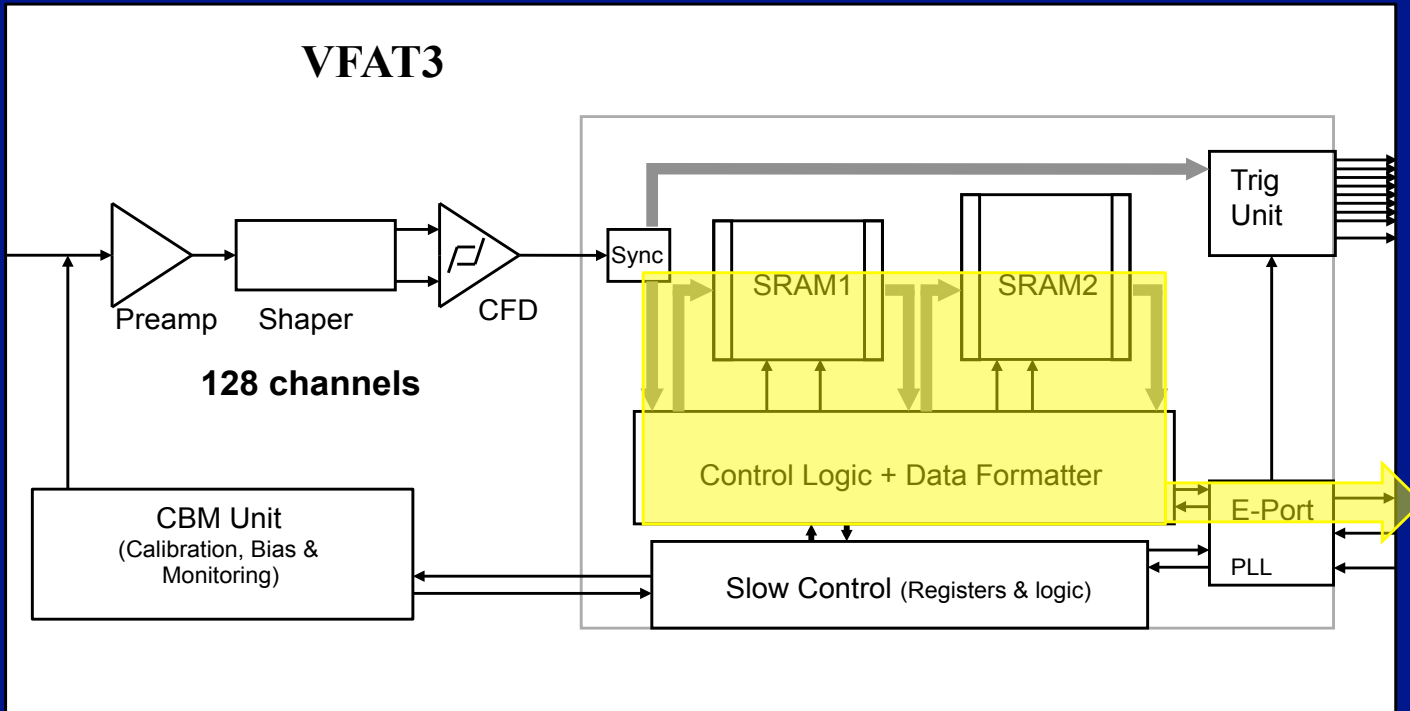 VFAT3
Trig
Unit
Sync
SRAM1
SRAM2
Preamp
Shaper
CFD
128 channels
Control Logic + Data Formatter
CBM Unit
(Calibration, Bias &
Monitoring)
E-Port
PLL
Slow Control (Registers & logic)